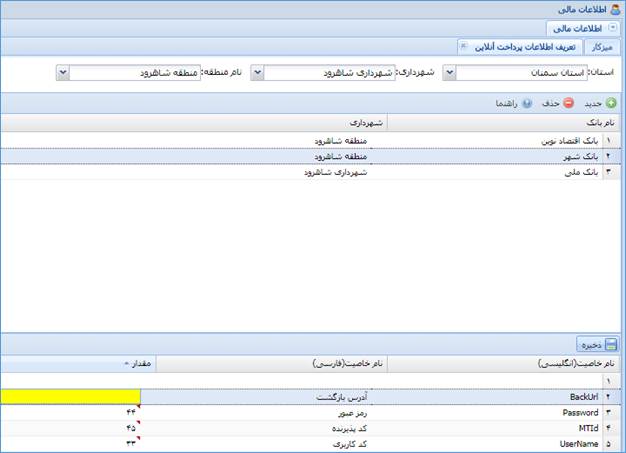 اطلاعات مالی
اطلاعات مالی
میزکار تعریف اطلاعات پرداخت آنلاین
استان: استان سمنان شهرداری: شهرداری شاهرود نام منطقه: منطقه شاهرود
جدید حذف راهنما
نام بانک شهرداری
۱ بانک اقتصاد نوین منطقه شاهرود
۲ بانک شهر منطقه شاهرود
۳ بانک ملی شهرداری شاهرود
ذخیره
نام خاصیت(انگلیسی) نام خاصیت(فارسی) مقدار
۱
۲ BackUrl آدرس بازگشت
۳ Password رمز عبور ۴۴
۴ MTId کد پذیرنده ۴۵
۵ UserName کد کاربری ۳۳